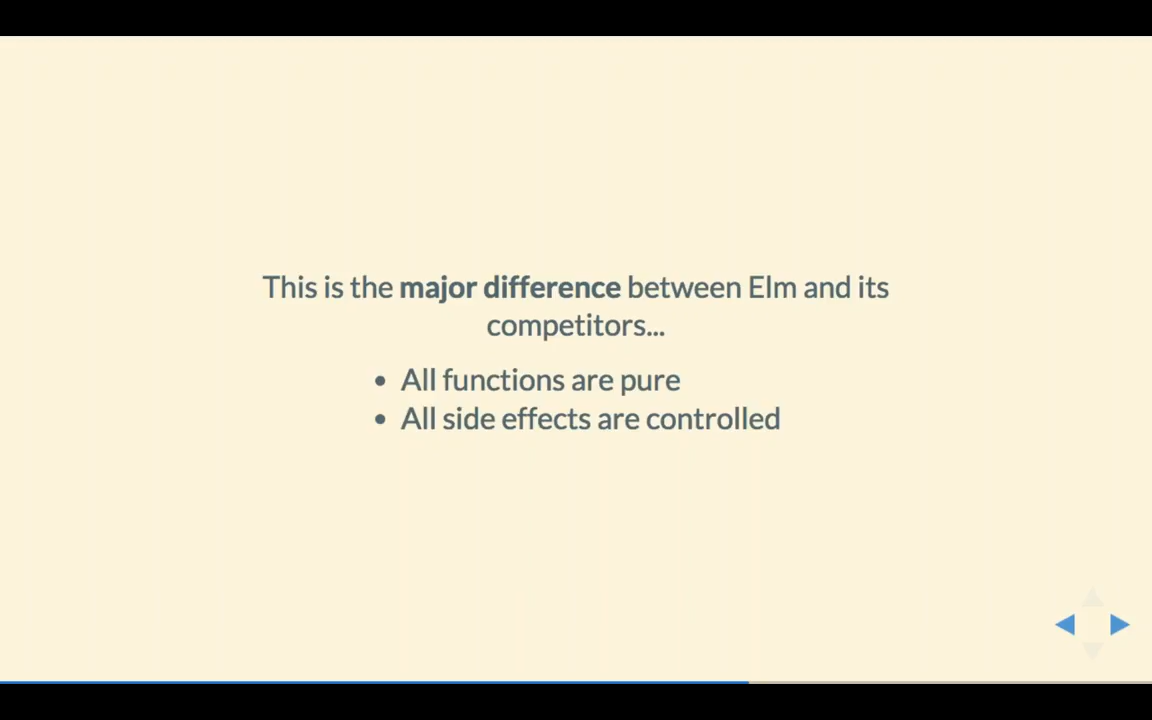 This is the major difference between Elm and its
competitors...
• All functions are pure
• All side effects are controlled